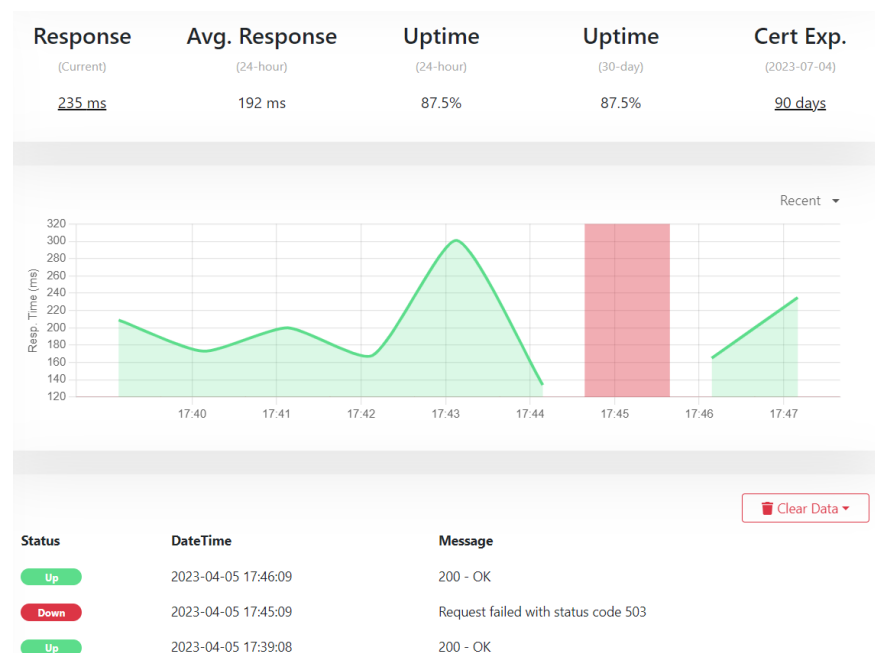 Response Avg. Response Uptime Uptime Cert Exp.
(Current) (24-hour) (24-hour) (30-day) (2023-07-04)
235 ms 192 ms 87.5% 87.5% 90 days
Recent
320
300
280
260
240
220
200
180
160
140
120
Resp. Time (ms)
17:40 17:41 17:42 17:43 17:44 17:45 17:46 17:47
Clear Data
Status DateTime Message
Up 2023-04-05 17:46:09 200 - OK
Down 2023-04-05 17:45:09 Request failed with status code 503
Up 2023-04-05 17:39:08 200 - OK